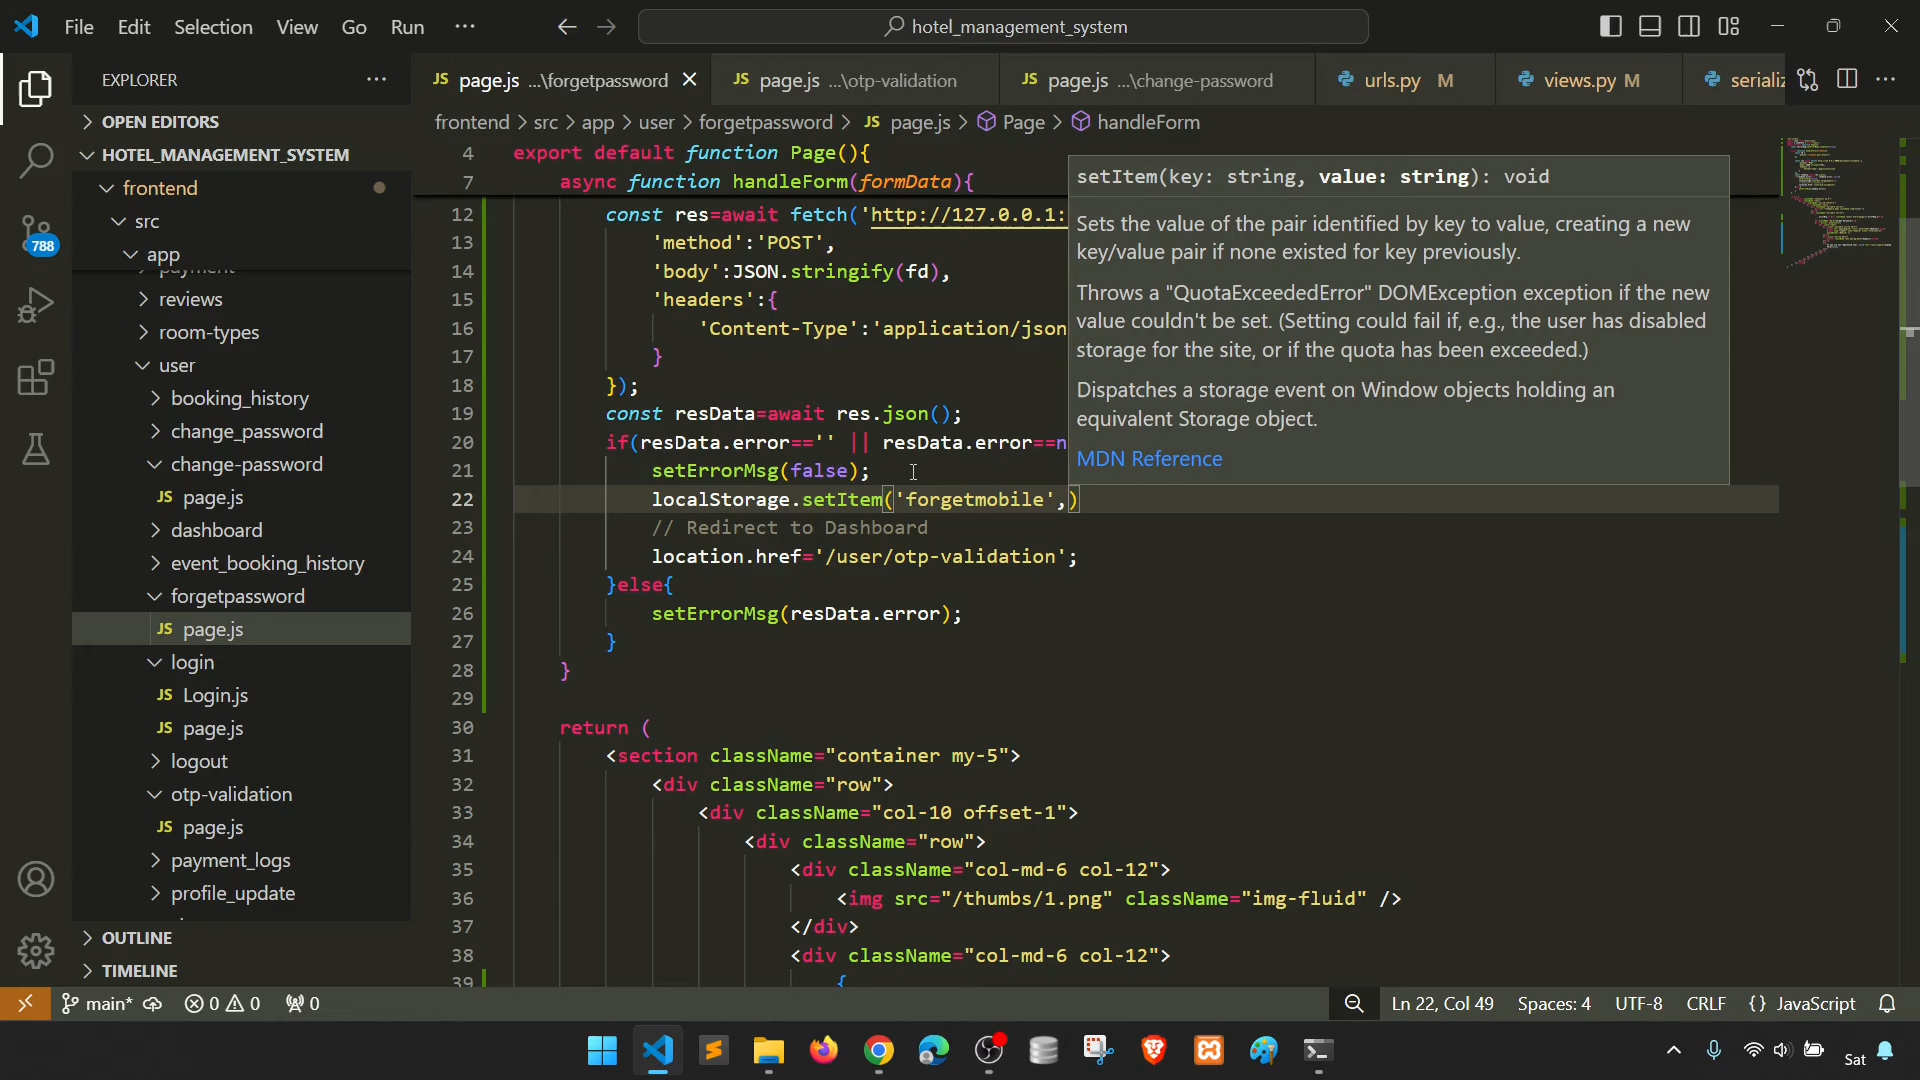 File Edit Selection View Go Run ···
hotel_management_system
EXPLORER
JS page.js ...\forgetpassword
JS page.js ...\otp-validation
JS page.js ...\change-password
urls.py M
views.py M
OPEN EDITORS
HOTEL_MANAGEMENT_SYSTEM
frontend
src
app
payment
reviews
room-types
user
booking_history
change_password
change-password
JS page.js
dashboard
event_booking_history
forgetpassword
JS page.js
login
JS Login.js
JS page.js
logout
otp-validation
JS page.js
payment_logs
profile_update
OUTLINE
TIMELINE
788
frontend > src > app > user > forgetpassword > JS page.js > Page > handleForm
4 export default function Page(){
7 async function handleForm(formData){
12 const res=await fetch('http://127.0.0.1:
13 'method':'POST',
14 'body':JSON.stringify(fd),
15 'headers':{
16 'Content-Type':'application/json
17 }
18 });
19 const resData=await res.json();
20 if(resData.error=='' || resData.error==n
21 setErrorMsg(false);
22 localStorage.setItem('forgetmobile',)
23 // Redirect to Dashboard
24 location.href='/user/otp-validation';
25 }else{
26 setErrorMsg(resData.error);
27 }
28 }
29
30 return (
31 <section className="container my-5">
32 <div className="row">
33 <div className="col-10 offset-1">
34 <div className="row">
35 <div className="col-md-6 col-12">
36 <img src="/thumbs/1.png" className="img-fluid" />
37 </div>
38 <div className="col-md-6 col-12">
39 {
setItem(key: string, value: string): void
Sets the value of the pair identified by key to value, creating a new
key/value pair if none existed for key previously.
Throws a "QuotaExceededError" DOMException exception if the new
value couldn't be set. (Setting could fail if, e.g., the user has disabled
storage for the site, or if the quota has been exceeded.)
Dispatches a storage event on Window objects holding an
equivalent Storage object.
MDN Reference
main* 0 0 0
Ln 22, Col 49 Spaces: 4 UTF-8 CRLF {} JavaScript
Sat